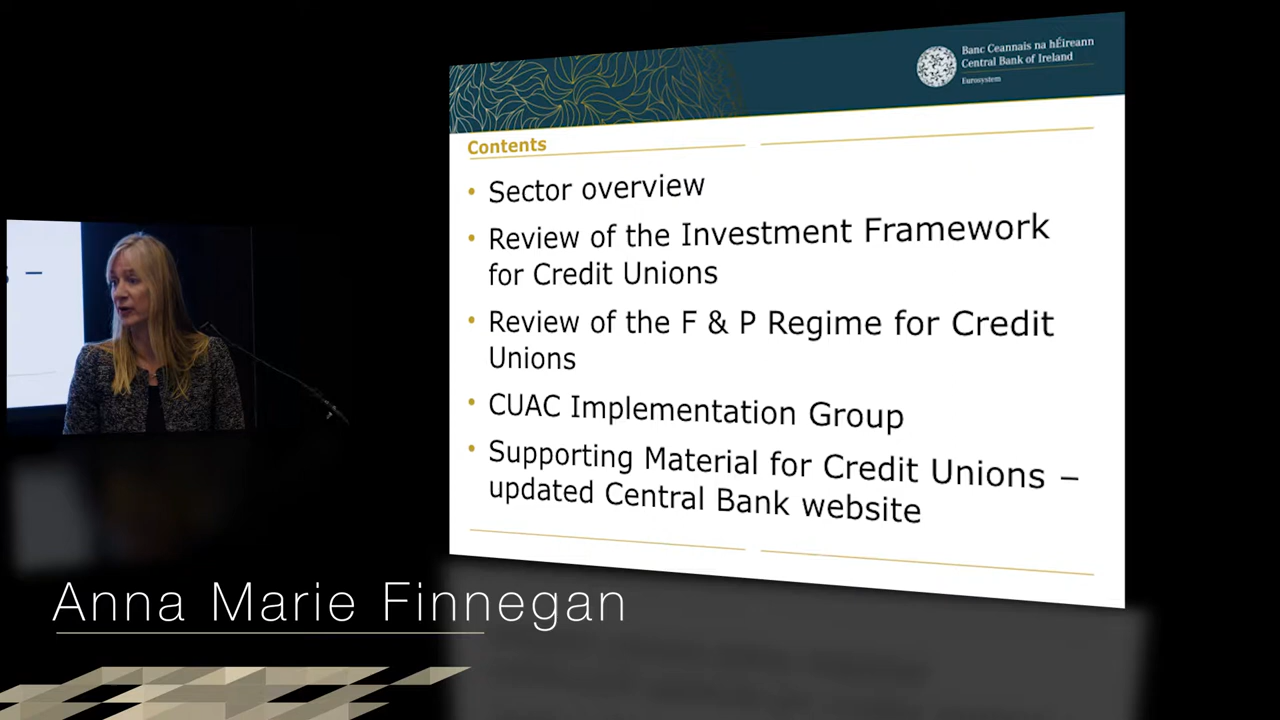 Banc Ceannais na hÉireann
Central Bank of Ireland
Eurosystem
Contents
• Sector overview
• Review of the Investment Framework
for Credit Unions
• Review of the F & P Regime for Credit
Unions
• CUAC Implementation Group
• Supporting Material for Credit Unions –
updated Central Bank website
Anna Marie Finnegan